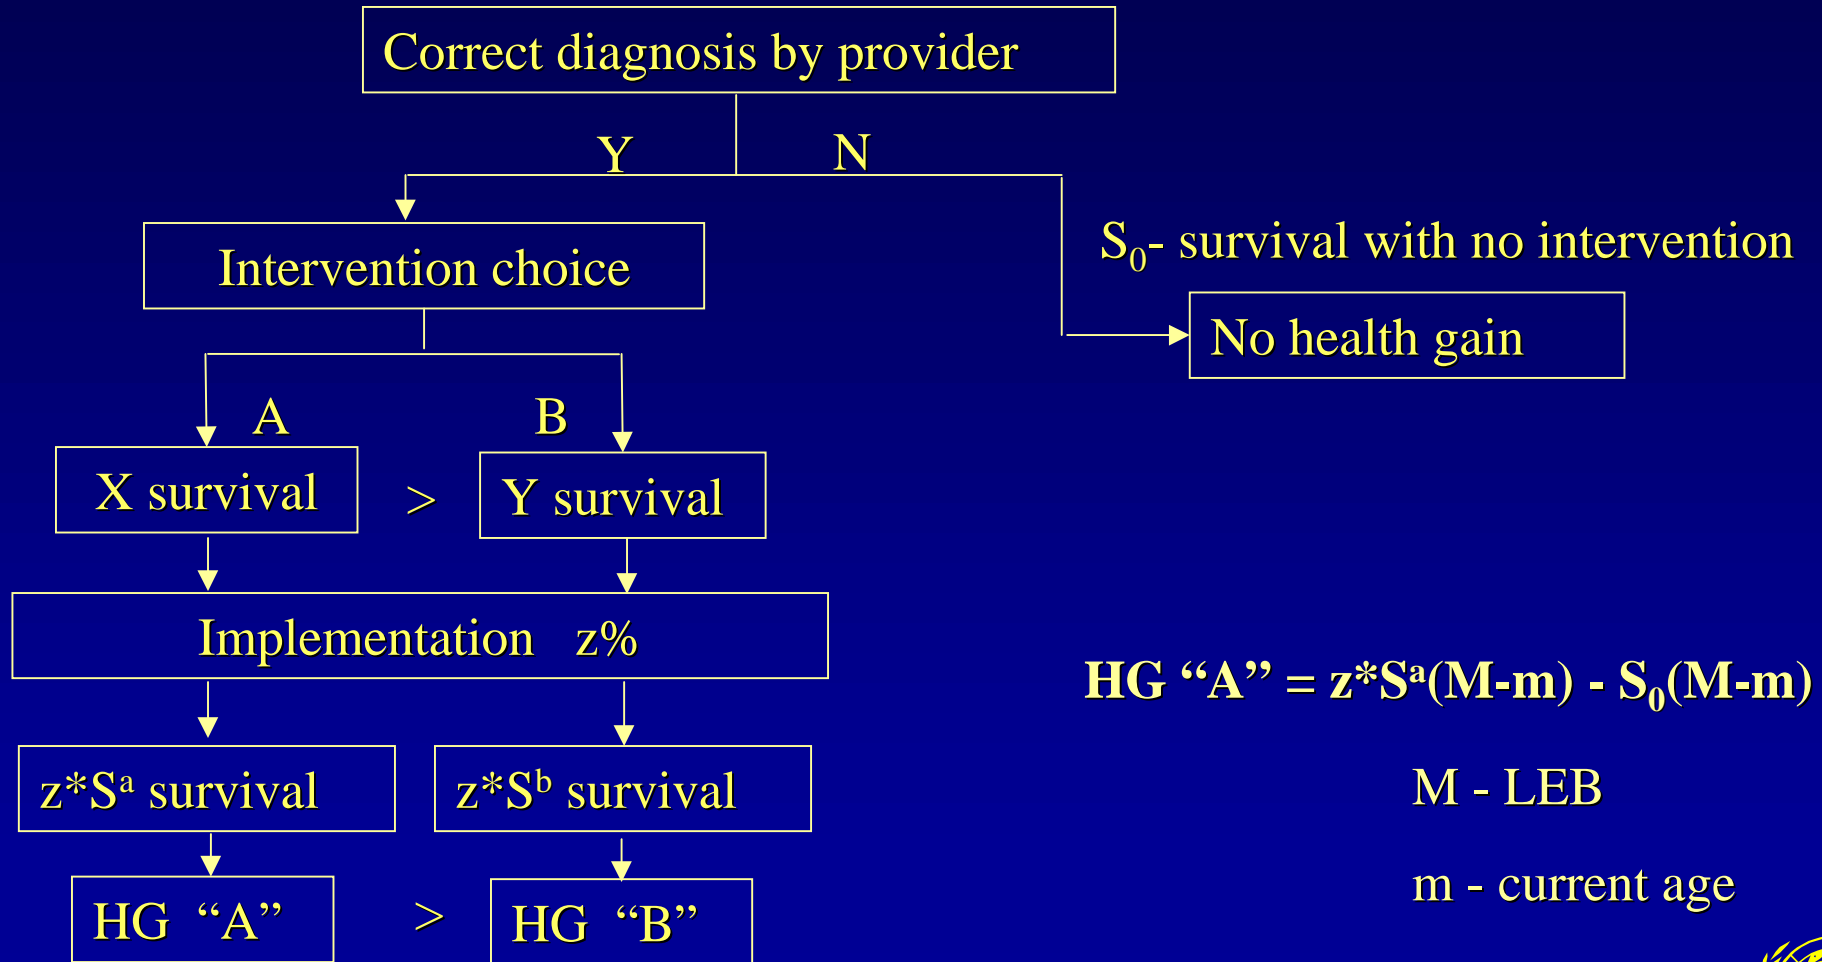 Correct diagnosis by provider
Y N
Intervention choice
S₀- survival with no intervention
No health gain
A B
X survival > Y survival
Implementation z%
HG “A” = z*Sᵃ(M-m) - S₀(M-m)
z*Sᵃ survival z*Sᵇ survival
M - LEB
m - current age
HG “A” > HG “B”